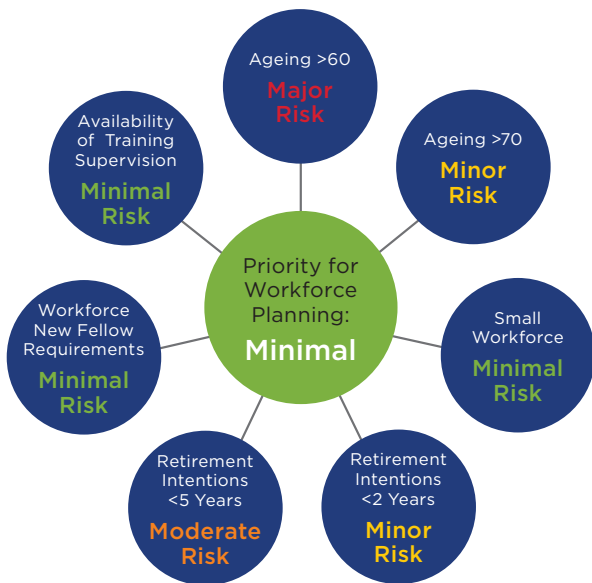 Ageing >60
Major
Risk
Ageing >70
Minor
Risk
Small
Workforce
Minimal
Risk
Retirement
Intentions
<2 Years
Minor
Risk
Retirement
Intentions
<5 Years
Moderate
Risk
Workforce
New Fellow
Requirements
Minimal
Risk
Availability
of Training
Supervision
Minimal
Risk
Priority for
Workforce
Planning:
Minimal